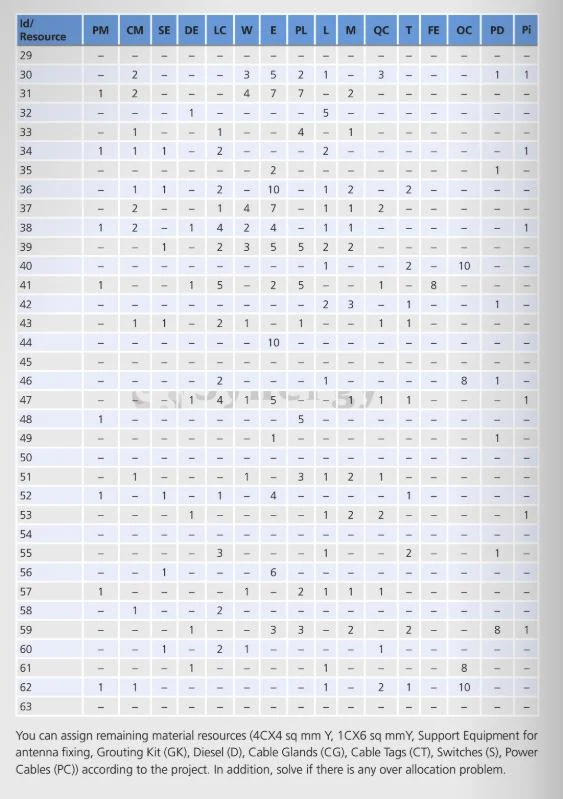 Id/ Resource PM CM SE DE LC W E PL L M QC T FE OC PD Pi
29 – – – – – – – – – – – – – – – –
30 – 2 – – – 3 5 2 1 – 3 – – – 1 1
31 1 2 – – – 4 7 7 – 2 – – – – – –
32 – – – 1 – – – – 5 – – – – – – –
33 – 1 – – 1 – – 4 – 1 – – – – – –
34 1 1 1 – 2 – – – 2 – – – – – – 1
35 – – – – – – 2 – – – – – – – 1 –
36 – 1 1 – 2 – 10 – 1 2 – 2 – – – –
37 – 2 – – 1 4 7 – 1 1 2 – – – – –
38 1 2 – 1 4 2 4 – 1 1 – – – – – 1
39 – – 1 – 2 3 5 5 2 2 – – – – – –
40 – – – – – – – – 1 – – 2 – 10 – –
41 1 – – 1 5 – 2 5 – – 1 – 8 – – –
42 – – – – – – – – 2 3 – 1 – – 1 –
43 – 1 1 – 2 1 – 1 – – 1 1 – – – –
44 – – – – – – 10 – – – – – – – – –
45 – – – – – – – – – – – – – – – –
46 – – – – 2 – – – 1 – – – – 8 1 –
47 – – – 1 4 1 5 – – 1 1 1 – – – 1
48 1 – – – – – – 5 – – – – – – – –
49 – – – – – – 1 – – – – – – – 1 –
50 – – – – – – – – – – – – – – – –
51 – 1 – – – 1 – 3 1 2 1 – – – – –
52 1 – 1 – 1 – 4 – – – – 1 – – – –
53 – – – 1 – – – – 1 2 2 – – – – 1
54 – – – – – – – – – – – – – – – –
55 – – – – 3 – – – 1 – – 2 – – 1 –
56 – – 1 – – – 6 – – – – – – – – –
57 1 – – – – 1 – 2 1 1 1 – – – – –
58 – 1 – – 2 – – – – – – – – – – –
59 – – – 1 – – 3 3 – 2 – 2 – – 8 1
60 – – 1 – 2 1 – – – – 1 – – – – –
61 – – – 1 – – – – 1 – – – – 8 – –
62 1 1 – – – – – – 1 – 2 1 – 10 – –
63 – – – – – – – – – – – – – – – –
You can assign remaining material resources (4CX4 sq mm Y, 1CX6 sq mmY, Support Equipment for
antenna fixing, Grouting Kit (GK), Diesel (D), Cable Glands (CG), Cable Tags (CT), Switches (S), Power
Cables (PC)) according to the project. In addition, solve if there is any over allocation problem.